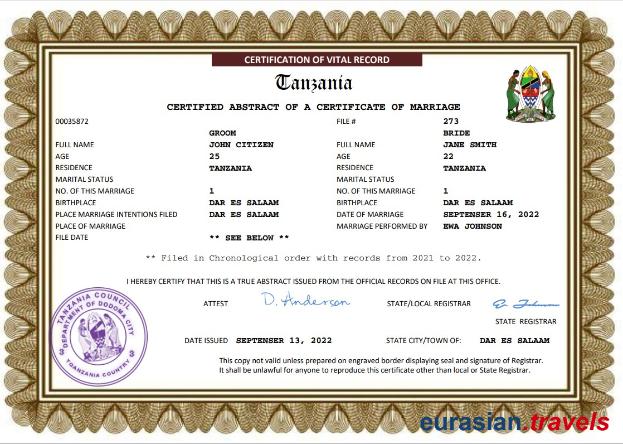 CERTIFICATION OF VITAL RECORD
Tanzania
CERTIFIED ABSTRACT OF A CERTIFICATE OF MARRIAGE
00035872 FILE # 273
GROOM BRIDE
FULL NAME JOHN CITIZEN FULL NAME JANE SMITH
AGE 25 AGE 22
RESIDENCE TANZANIA RESIDENCE TANZANIA
MARITAL STATUS MARITAL STATUS
NO. OF THIS MARRIAGE 1 NO. OF THIS MARRIAGE 1
BIRTHPLACE DAR ES SALAAM BIRTHPLACE DAR ES SALAAM
PLACE MARRIAGE INTENTIONS FILED DAR ES SALAAM DATE OF MARRIAGE SEPTENBER 16, 2022
PLACE OF MARRIAGE MARRIAGE PERFORMED BY EWA JOHNSON
FILE DATE ** SEE BELOW **
** Filed in Chronological order with records from 2021 to 2022.
I HEREBY CERTIFY THAT THIS IS A TRUE ABSTRACT ISSUED FROM THE OFFICIAL RECORDS ON FILE AT THIS OFFICE.
ATTEST D. Anderson STATE/LOCAL REGISTRAR
STATE REGISTRAR
TANZANIA COUNCIL
DEPARTMENT OF DODOMA CITY
TOANZANIA COUNTRY
DATE ISSUED SEPTEMBER 13, 2022 STATE CITY/TOWN OF: DAR ES SALAAM
This copy not valid unless prepared on engraved border displaying seal and signature of Registrar.
It shall be unlawful for anyone to reproduce this certificate other than local or State Registrar.
eurasian.travels